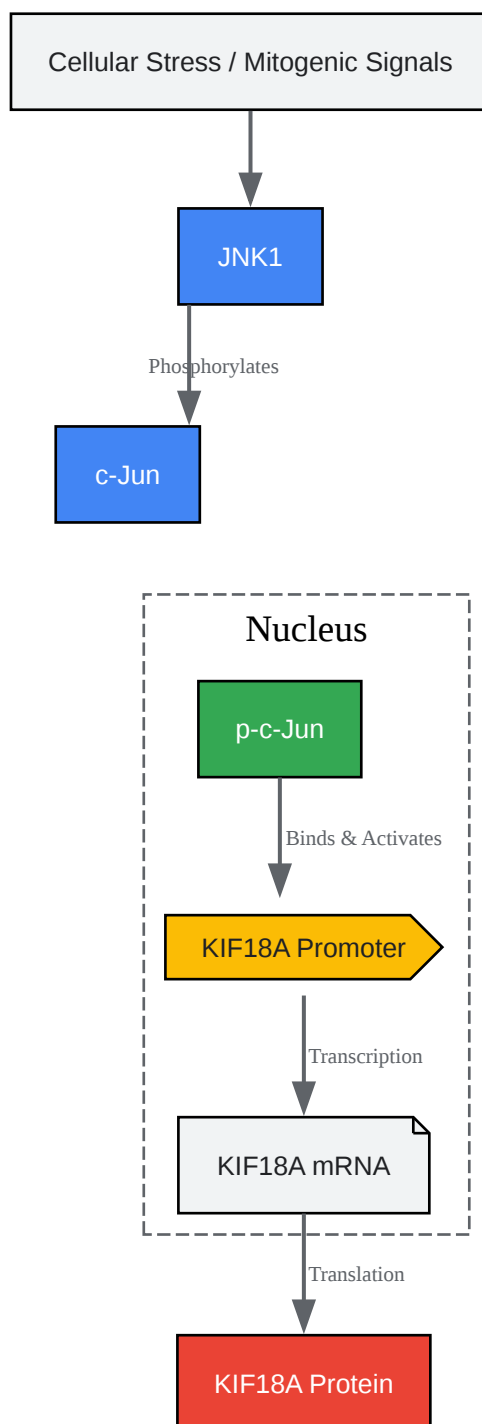 Cellular Stress / Mitogenic Signals
JNK1
Phosphorylates
c-Jun
Nucleus
p-c-Jun
Binds & Activates
KIF18A Promoter
Transcription
KIF18A mRNA
Translation
KIF18A Protein